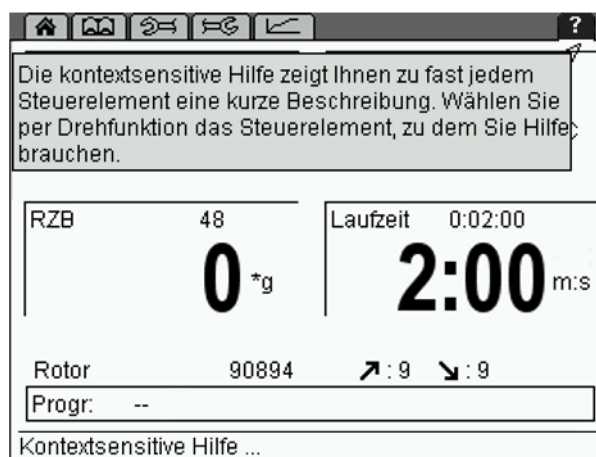 ?
Die kontextsensitive Hilfe zeigt Ihnen zu fast jedem
Steuerelement eine kurze Beschreibung. Wählen Sie
per Drehfunktion das Steuerelement, zu dem Sie Hilfe
brauchen.
RZB 48
0 *g
Laufzeit 0:02:00
2:00 m:s
Rotor 90894 ↗ : 9 ↘ : 9
Progr: --
Kontextsensitive Hilfe ...